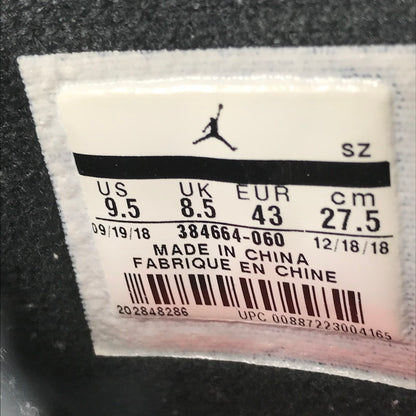 SZ
US UK EUR cm
9.5 8.5 43 27.5
09/19/18 384664-060 12/18/18
MADE IN CHINA
FABRIQUE EN CHINE
202848286 UPC 00887223004165